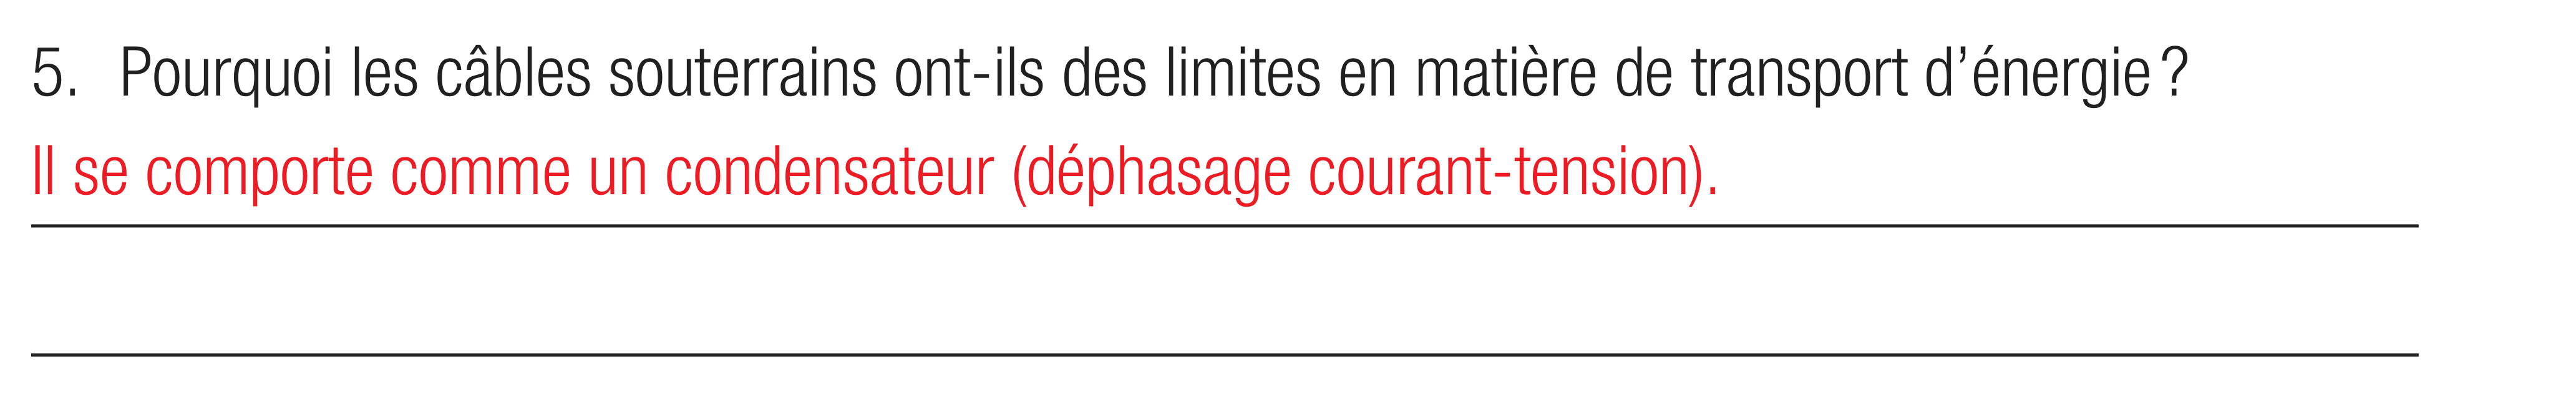 5. Pourquoi les câbles souterrains ont-ils des limites en matière de transport d’énergie ?
Il se comporte comme un condensateur (déphasage courant-tension).